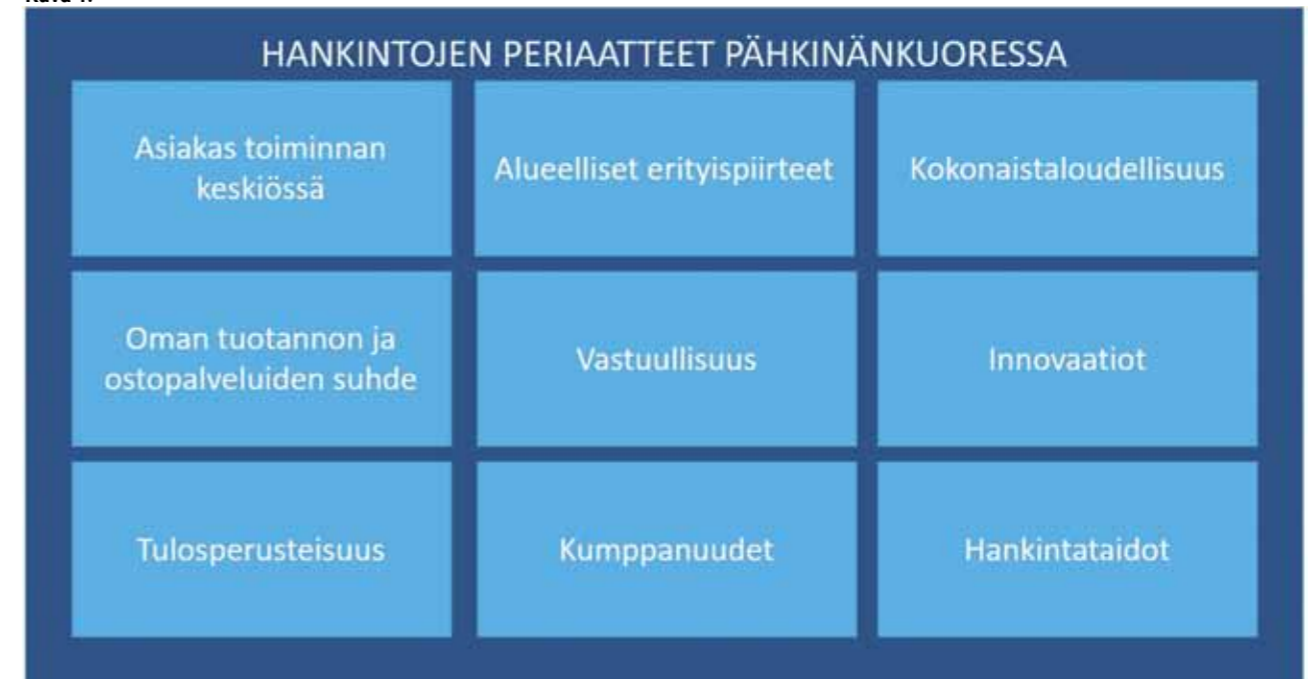 HANKINTOJEN PERIAATTEET PÄHKINÄNKUORESSA
Asiakas toiminnan
keskiössä
Alueelliset erityispiirteet
Kokonaistaloudellisuus
Oman tuotannon ja
ostopalveluiden suhde
Vastuullisuus
Innovaatiot
Tulosperusteisuus
Kumppanuudet
Hankintataidot